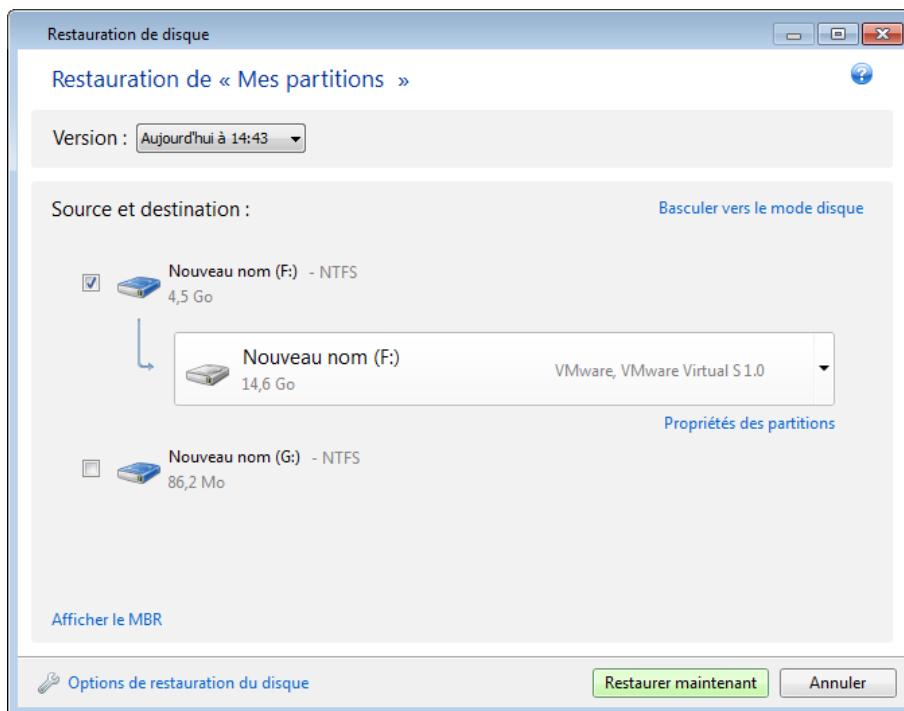 Restauration de disque
Restauration de « Mes partitions »
Version : Aujourd'hui à 14:43
Source et destination :
Basculer vers le mode disque
Nouveau nom (F:) - NTFS
4,5 Go
Nouveau nom (F:)
14,6 Go
VMware, VMware Virtual S 1.0
Propriétés des partitions
Nouveau nom (G:) - NTFS
86,2 Mo
Afficher le MBR
Options de restauration du disque
Restaurer maintenant
Annuler